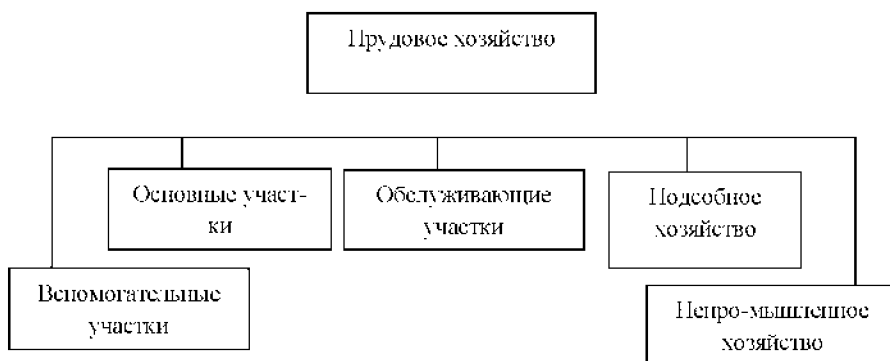 Прудовое хозяйство
Основные участ-
ки
Обслуживающие
участки
Подсобное
хозяйство
Вспомогательные
участки
Непро-мышленное
хозяйство